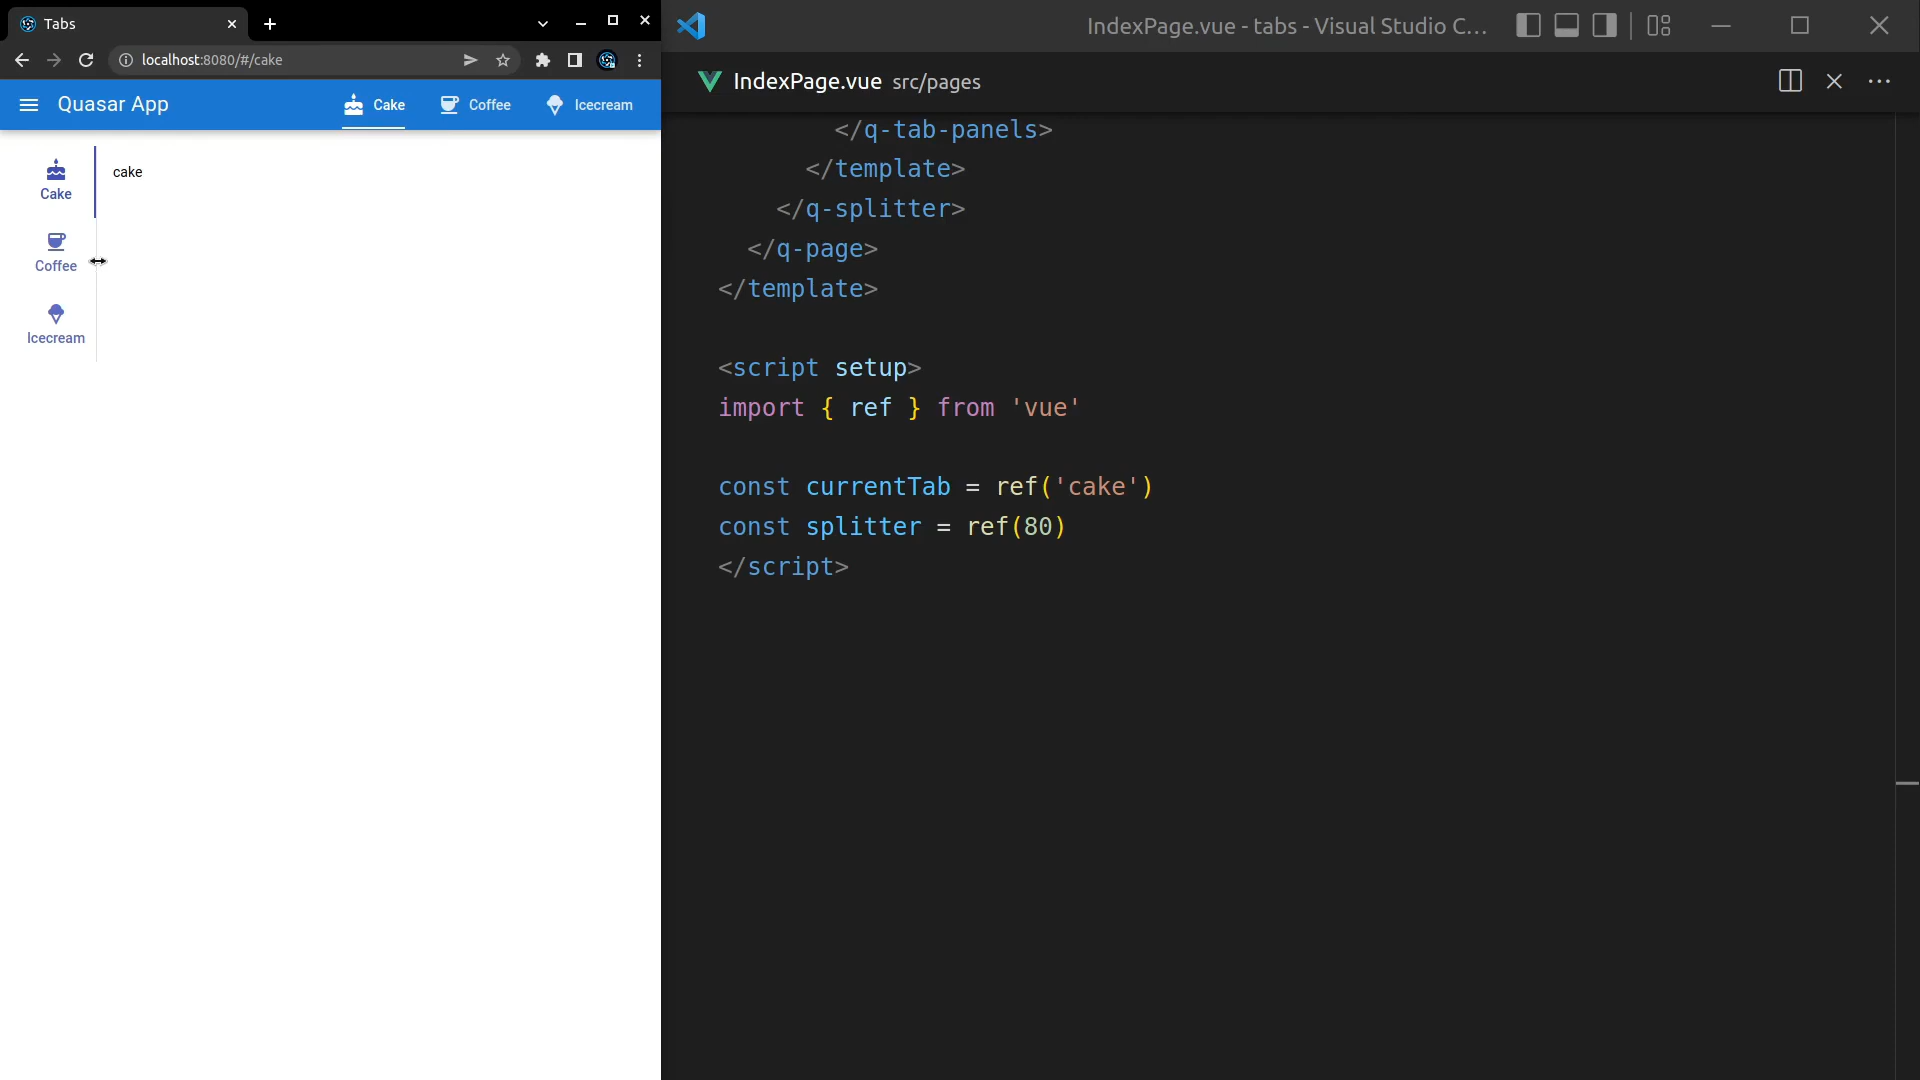 Tabs
localhost:8080/#/cake
Quasar App
Cake
Coffee
Icecream
Cake
cake
Coffee
Icecream
IndexPage.vue - tabs - Visual Studio C...
IndexPage.vue src/pages
</q-tab-panels>
</template>
</q-splitter>
</q-page>
</template>
<script setup>
import { ref } from 'vue'
const currentTab = ref('cake')
const splitter = ref(80)
</script>